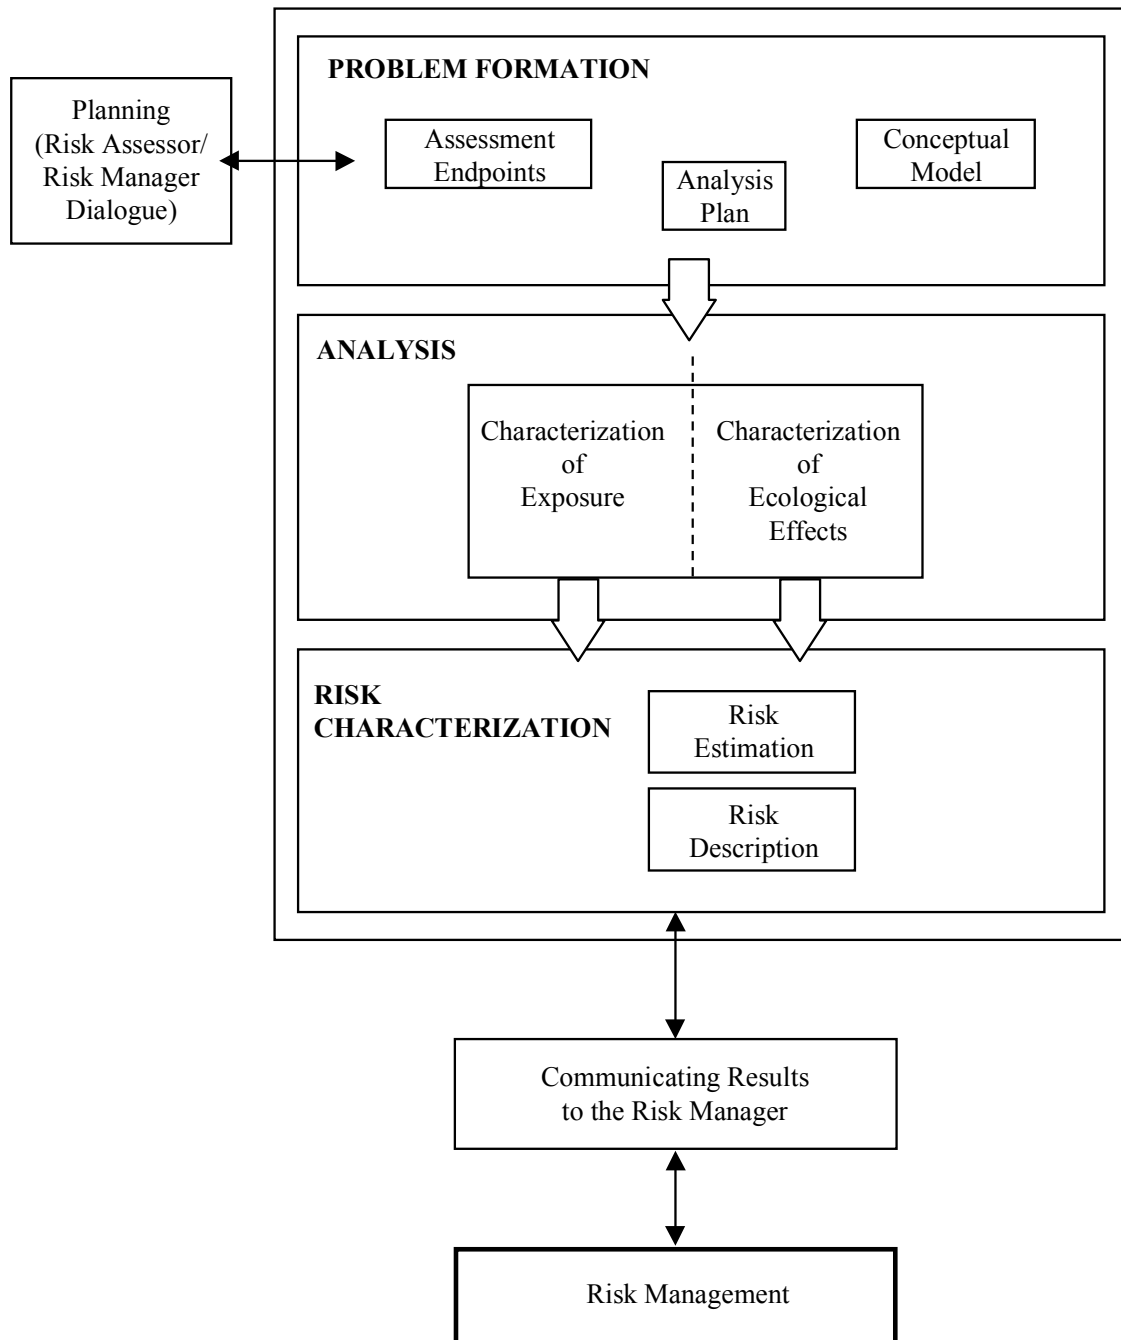 PROBLEM FORMATION
Planning
(Risk Assessor/
Risk Manager
Dialogue)
Assessment
Endpoints
Analysis
Plan
Conceptual
Model
ANALYSIS
Characterization
of
Exposure
Characterization
of
Ecological
Effects
RISK
CHARACTERIZATION
Risk
Estimation
Risk
Description
Communicating Results
to the Risk Manager
Risk Management